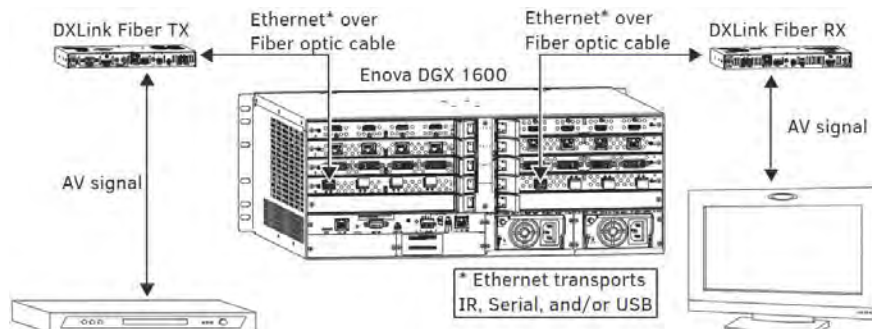 DXLink Fiber TX
Ethernet* over
Fiber optic cable
Enova DGX 1600
Ethernet* over
Fiber optic cable
DXLink Fiber RX
AV signal
AV signal
* Ethernet transports
IR, Serial, and/or USB